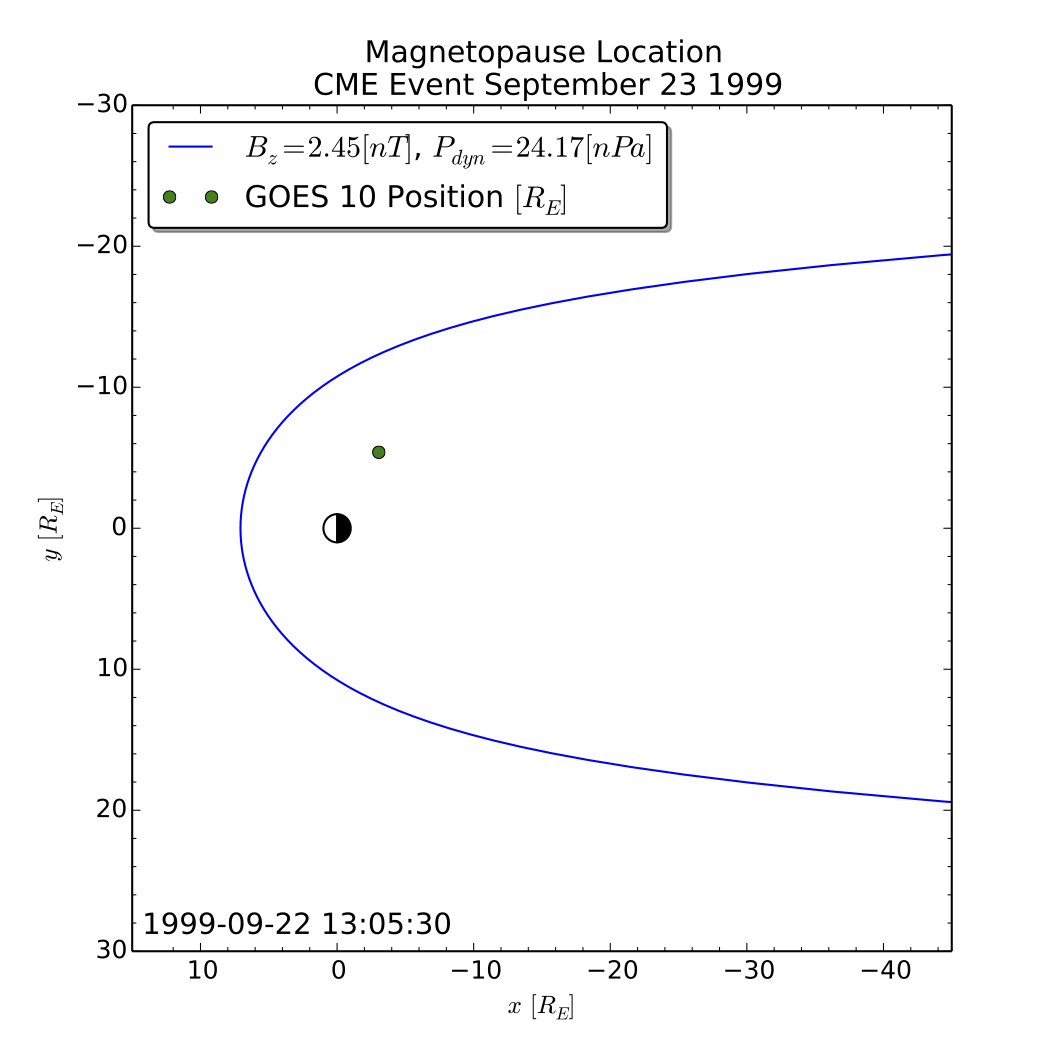 Magnetopause Location
CME Event September 23 1999
B_z=2.45[nT], P_dyn=24.17[nPa]
GOES 10 Position [R_E]
−30
−20
−10
0
10
20
30
y [R_E]
1999-09-22 13:05:30
10 0 −10 −20 −30 −40
x [R_E]